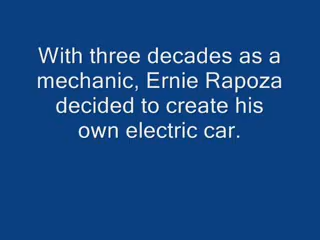 With three decades as a
mechanic, Ernie Rapoza
decided to create his
own electric car.